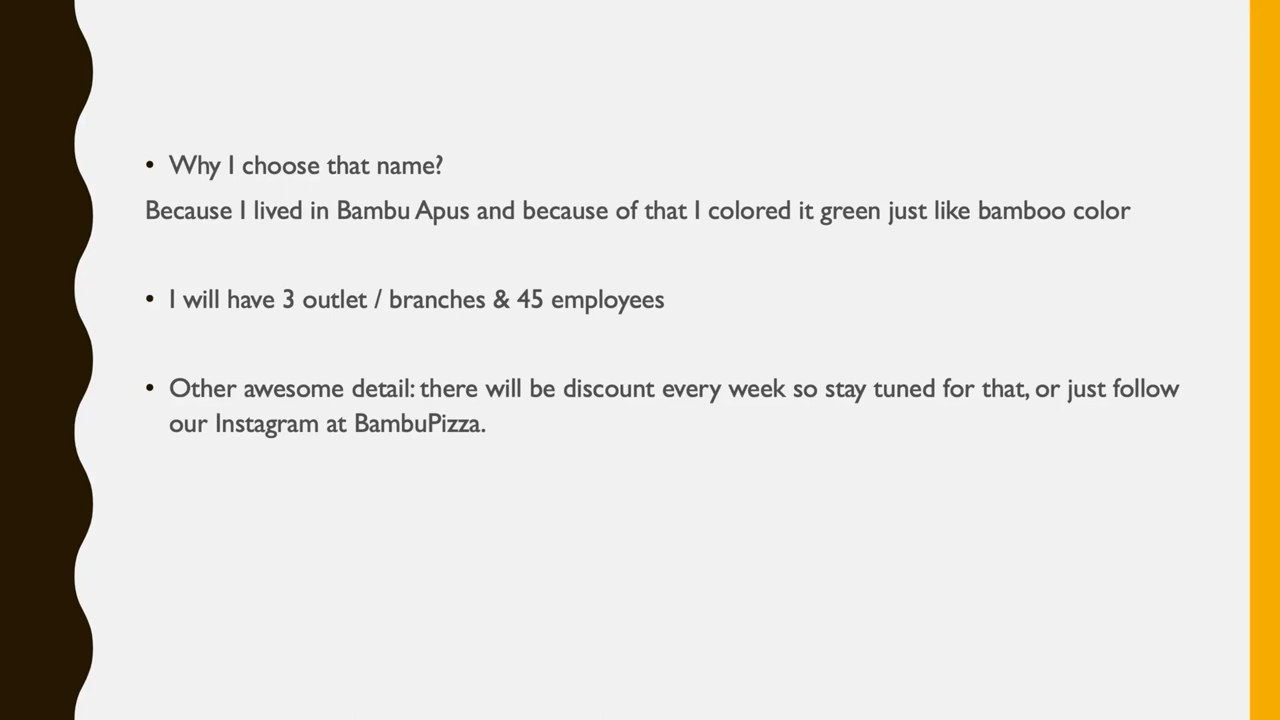 • Why I choose that name?
Because I lived in Bambu Apus and because of that I colored it green just like bamboo color
• I will have 3 outlet / branches & 45 employees
• Other awesome detail: there will be discount every week so stay tuned for that, or just follow
our Instagram at BambuPizza.